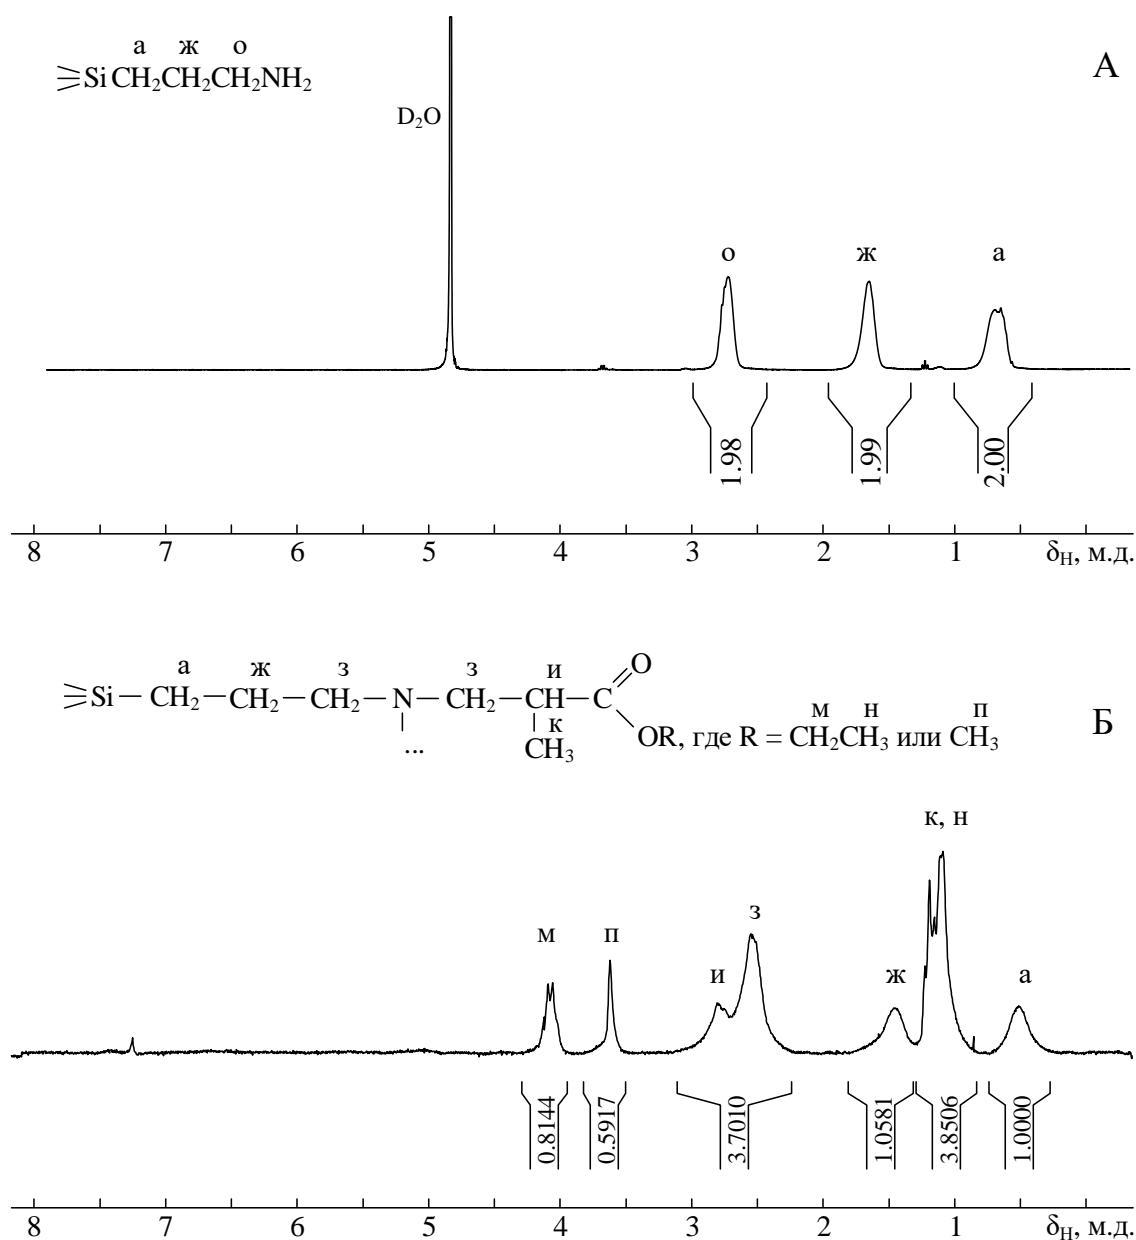 а ж о
SiCH₂CH₂CH₂NH₂
А
D₂O
о ж а
1.98 1.99 2.00
8 7 6 5 4 3 2 1 δH, м.д.
а ж з з и O
Si — CH₂ — CH₂ — CH₂ — N — CH₂ — CH — C
Б
к м н п
... CH₃ OR, где R = CH₂CH₃ или CH₃
к, н
м п и з ж а
0.8144 0.5917 3.7010 1.0581 3.8506 1.0000
8 7 6 5 4 3 2 1 δH, м.д.